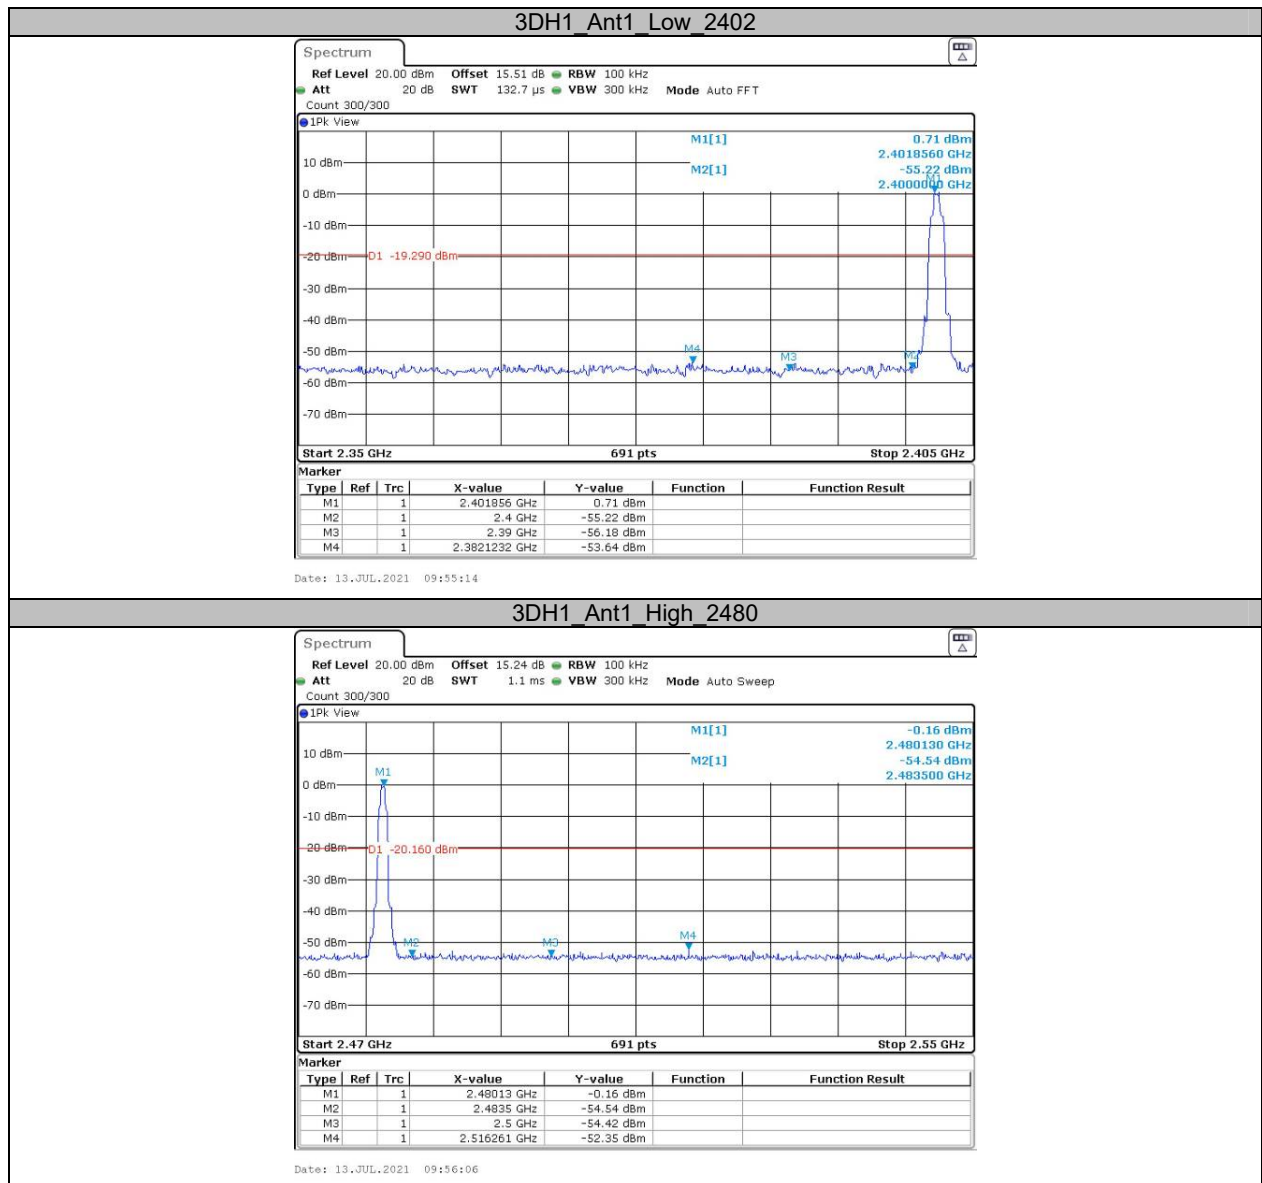 3DH1_Ant1_Low_2402
Spectrum
Ref Level 20.00 dBm Offset 15.51 dB RBW 100 kHz
Att 20 dB SWT 132.7 µs VBW 300 kHz Mode Auto FFT
Count 300/300
1Pk View
M1[1] 0.71 dBm
2.4018560 GHz
M2[1] -55.22 dBm
2.4000000 GHz
M1
10 dBm
0 dBm
-10 dBm
-20 dBm
D1 -19.290 dBm
-30 dBm
-40 dBm
-50 dBm
M4
M3
M2
-60 dBm
-70 dBm
Start 2.35 GHz 691 pts Stop 2.405 GHz
Marker
Type Ref Trc X-value Y-value Function Function Result
M1 1 2.401856 GHz 0.71 dBm
M2 1 2.4 GHz -55.22 dBm
M3 1 2.39 GHz -56.18 dBm
M4 1 2.3821232 GHz -53.64 dBm
Date: 13.JUL.2021 09:55:14
3DH1_Ant1_High_2480
Spectrum
Ref Level 20.00 dBm Offset 15.24 dB RBW 100 kHz
Att 20 dB SWT 1.1 ms VBW 300 kHz Mode Auto Sweep
Count 300/300
1Pk View
M1[1] -0.16 dBm
2.480130 GHz
M2[1] -54.54 dBm
2.483500 GHz
10 dBm
M1
0 dBm
-10 dBm
-20 dBm
D1 -20.160 dBm
-30 dBm
-40 dBm
-50 dBm
M2
M3
M4
-60 dBm
-70 dBm
Start 2.47 GHz 691 pts Stop 2.55 GHz
Marker
Type Ref Trc X-value Y-value Function Function Result
M1 1 2.48013 GHz -0.16 dBm
M2 1 2.4835 GHz -54.54 dBm
M3 1 2.5 GHz -54.42 dBm
M4 1 2.516261 GHz -52.35 dBm
Date: 13.JUL.2021 09:56:06